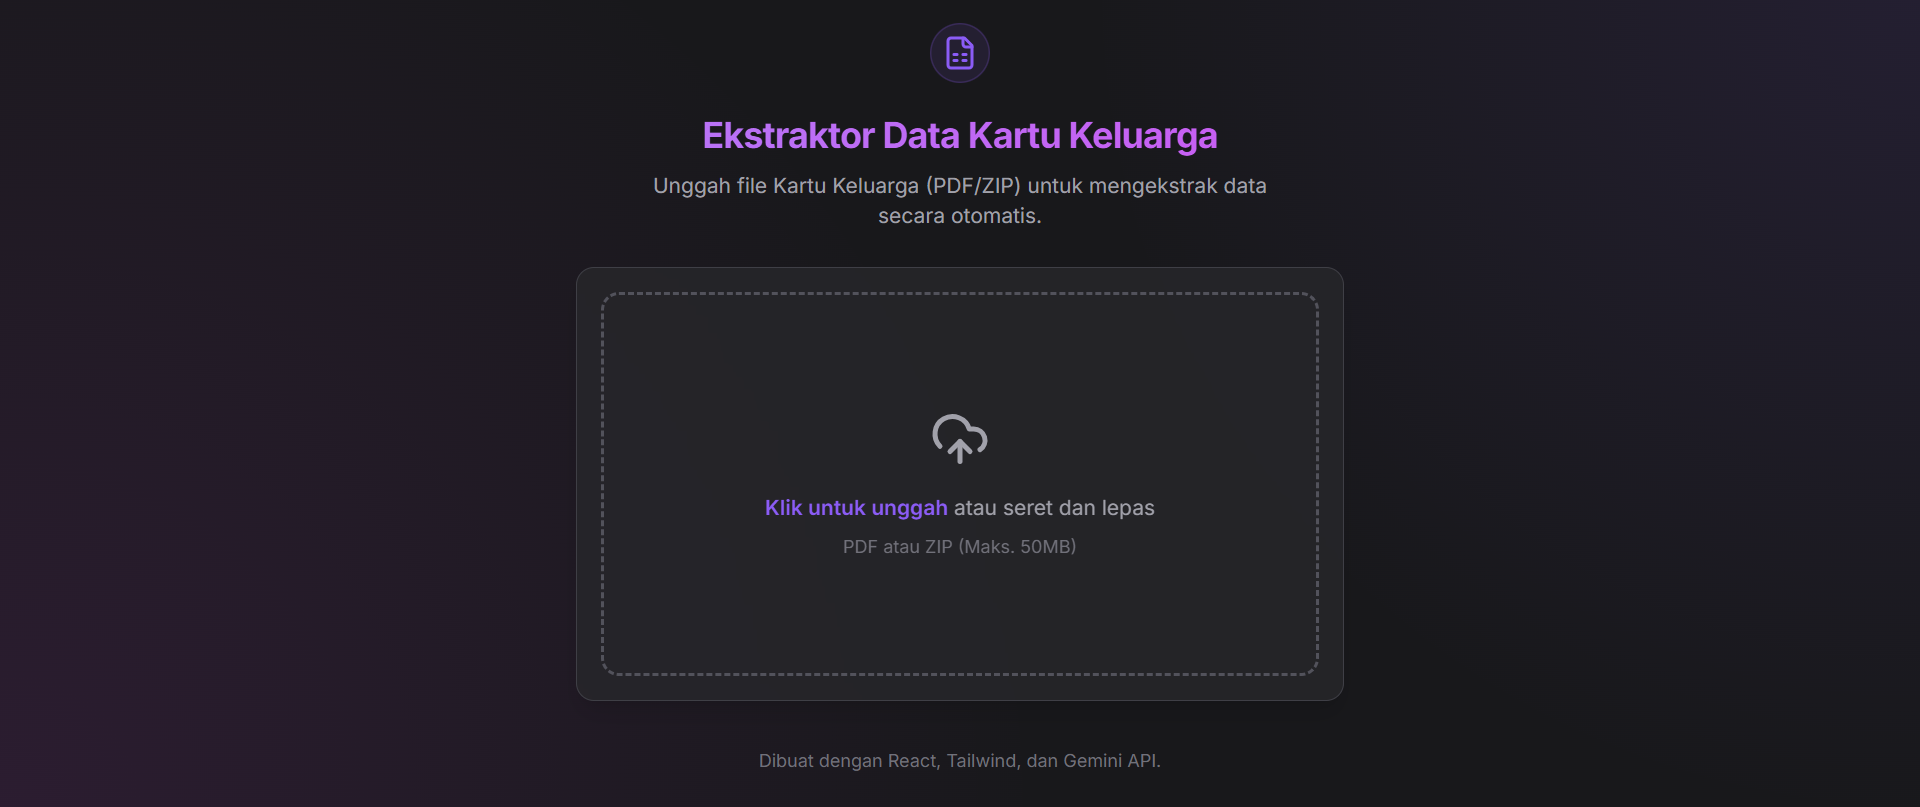 Ekstraktor Data Kartu Keluarga
Unggah file Kartu Keluarga (PDF/ZIP) untuk mengekstrak data
secara otomatis.
Klik untuk unggah atau seret dan lepas
PDF atau ZIP (Maks. 50MB)
Dibuat dengan React, Tailwind, dan Gemini API.